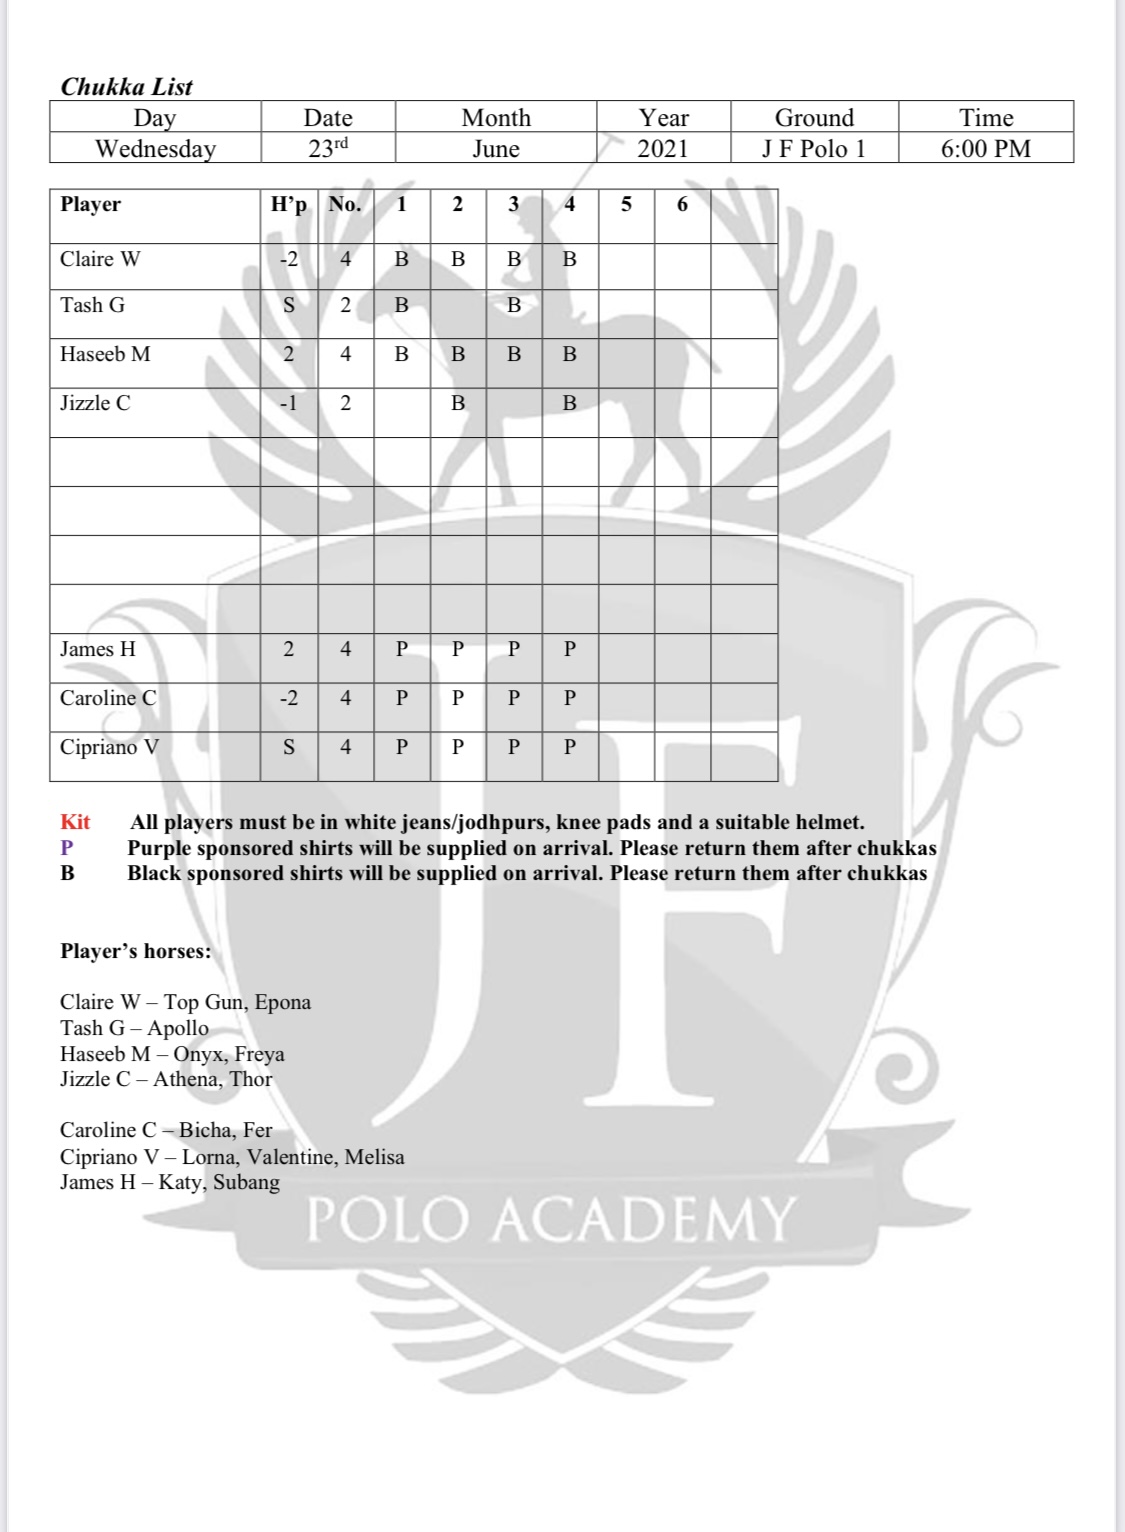 Chukka List
Day Date Month Year Ground Time
Wednesday 23rd June 2021 J F Polo 1 6:00 PM
Player H’p No. 1 2 3 4 5 6
Claire W -2 4 B B B B
Tash G S 2 B B
Haseeb M 2 4 B B B B
Jizzle C -1 2 B B
James H 2 4 P P P P
Caroline C -2 4 P P P P
Cipriano V S 4 P P P P
Kit All players must be in white jeans/jodhpurs, knee pads and a suitable helmet.
P Purple sponsored shirts will be supplied on arrival. Please return them after chukkas
B Black sponsored shirts will be supplied on arrival. Please return them after chukkas
Player’s horses:
Claire W – Top Gun, Epona
Tash G – Apollo
Haseeb M – Onyx, Freya
Jizzle C – Athena, Thor
Caroline C – Bicha, Fer
Cipriano V – Lorna, Valentine, Melisa
James H – Katy, Subang
JF
POLO ACADEMY